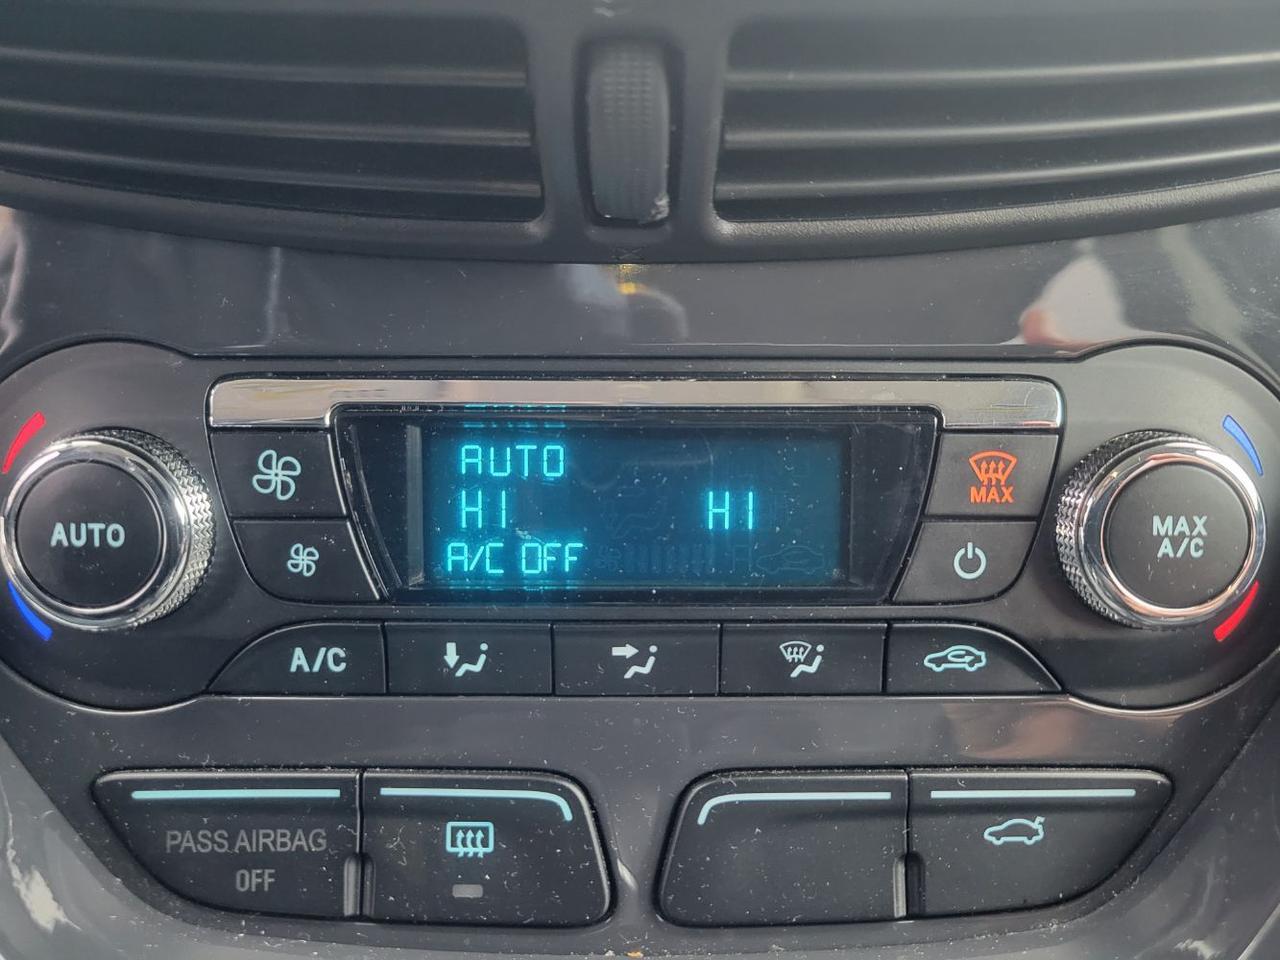 AUTO
HI HI
A/C OFF
MAX
AUTO
MAX
A/C
A/C
PASS AIRBAG
OFF